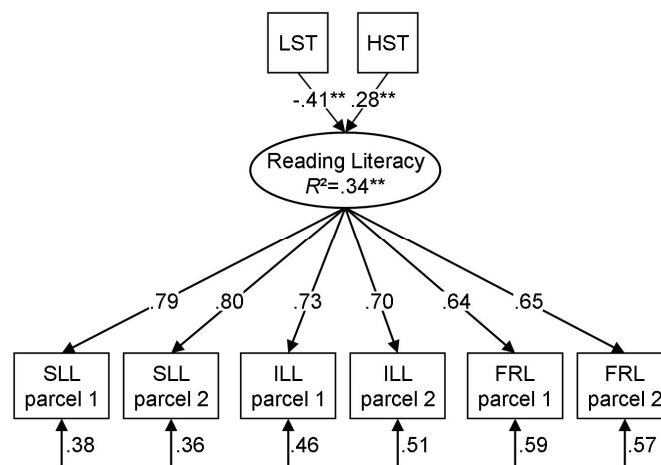 LST HST
-.41** .28**
Reading Literacy
R²=.34**
.79 .80 .73 .70 .64 .65
SLL SLL ILL ILL FRL FRL
parcel 1 parcel 2 parcel 1 parcel 2 parcel 1 parcel 2
.38 .36 .46 .51 .59 .57